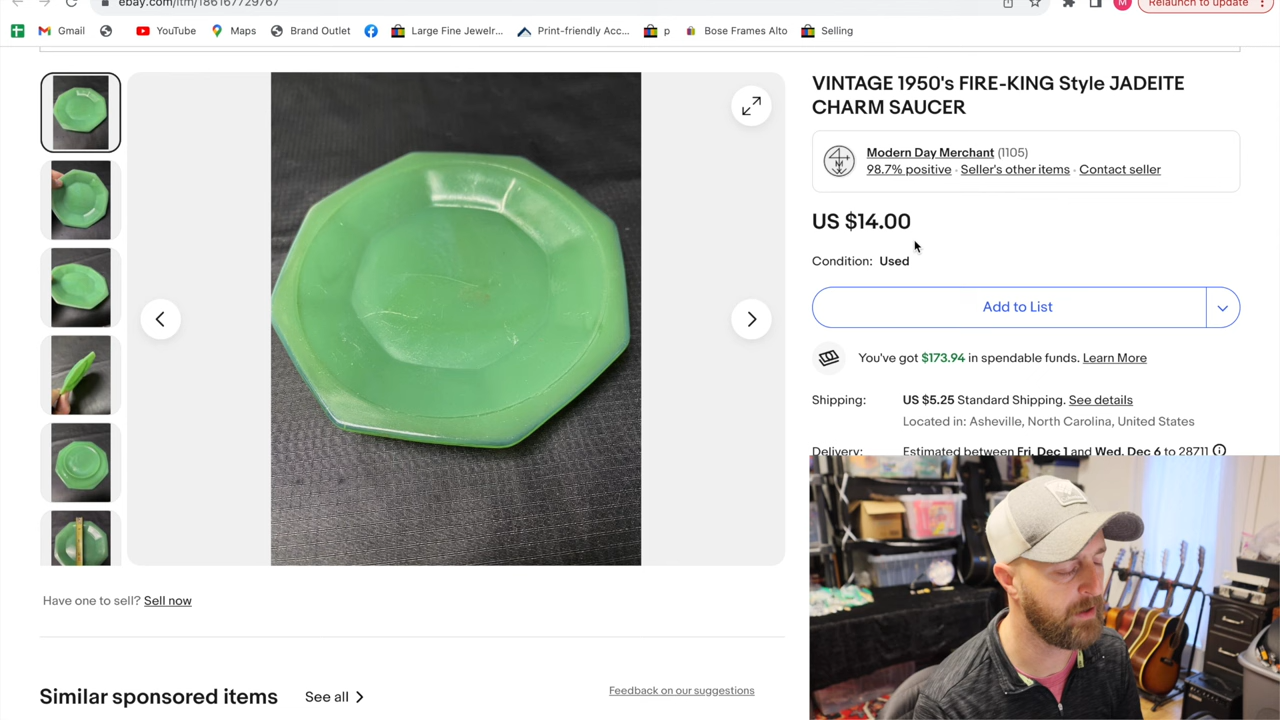 ebay.com/itm/186167729767
Relaunch to update
Gmail
YouTube
Maps
Brand Outlet
Large Fine Jewelr...
Print-friendly Acc...
p
Bose Frames Alto
Selling
VINTAGE 1950's FIRE-KING Style JADEITE
CHARM SAUCER
Modern Day Merchant (1105)
98.7% positive · Seller's other items · Contact seller
US $14.00
Condition: Used
Add to List
You've got $173.94 in spendable funds. Learn More
Shipping: US $5.25 Standard Shipping. See details
Located in: Asheville, North Carolina, United States
Delivery: Estimated between Fri, Dec 1 and Wed, Dec 6 to 28711
Have one to sell? Sell now
Similar sponsored items See all
Feedback on our suggestions